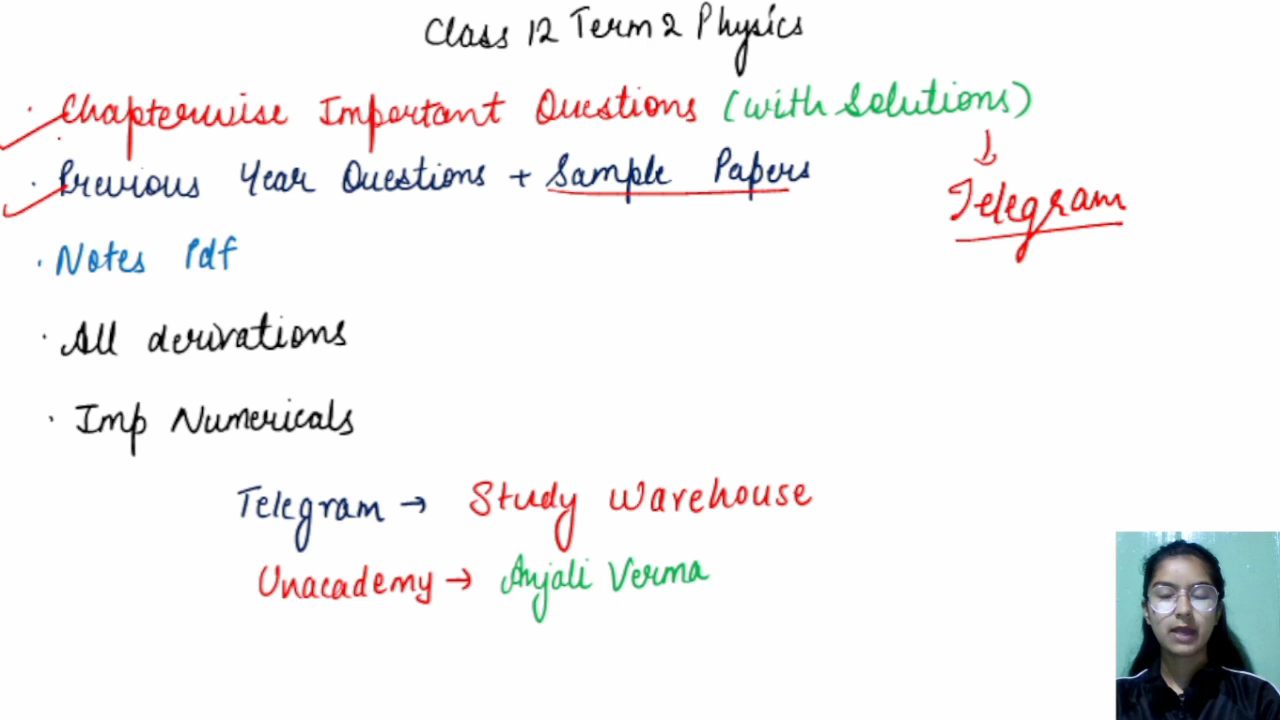 Class 12 Term 2 Physics
· Chapterwise Important Questions (with Solutions)
↓
Telegram
· Previous Year Questions + Sample Papers
· Notes Pdf
· All derivations
· Imp Numericals
Telegram → Study Warehouse
Unacademy → Anjali Verma